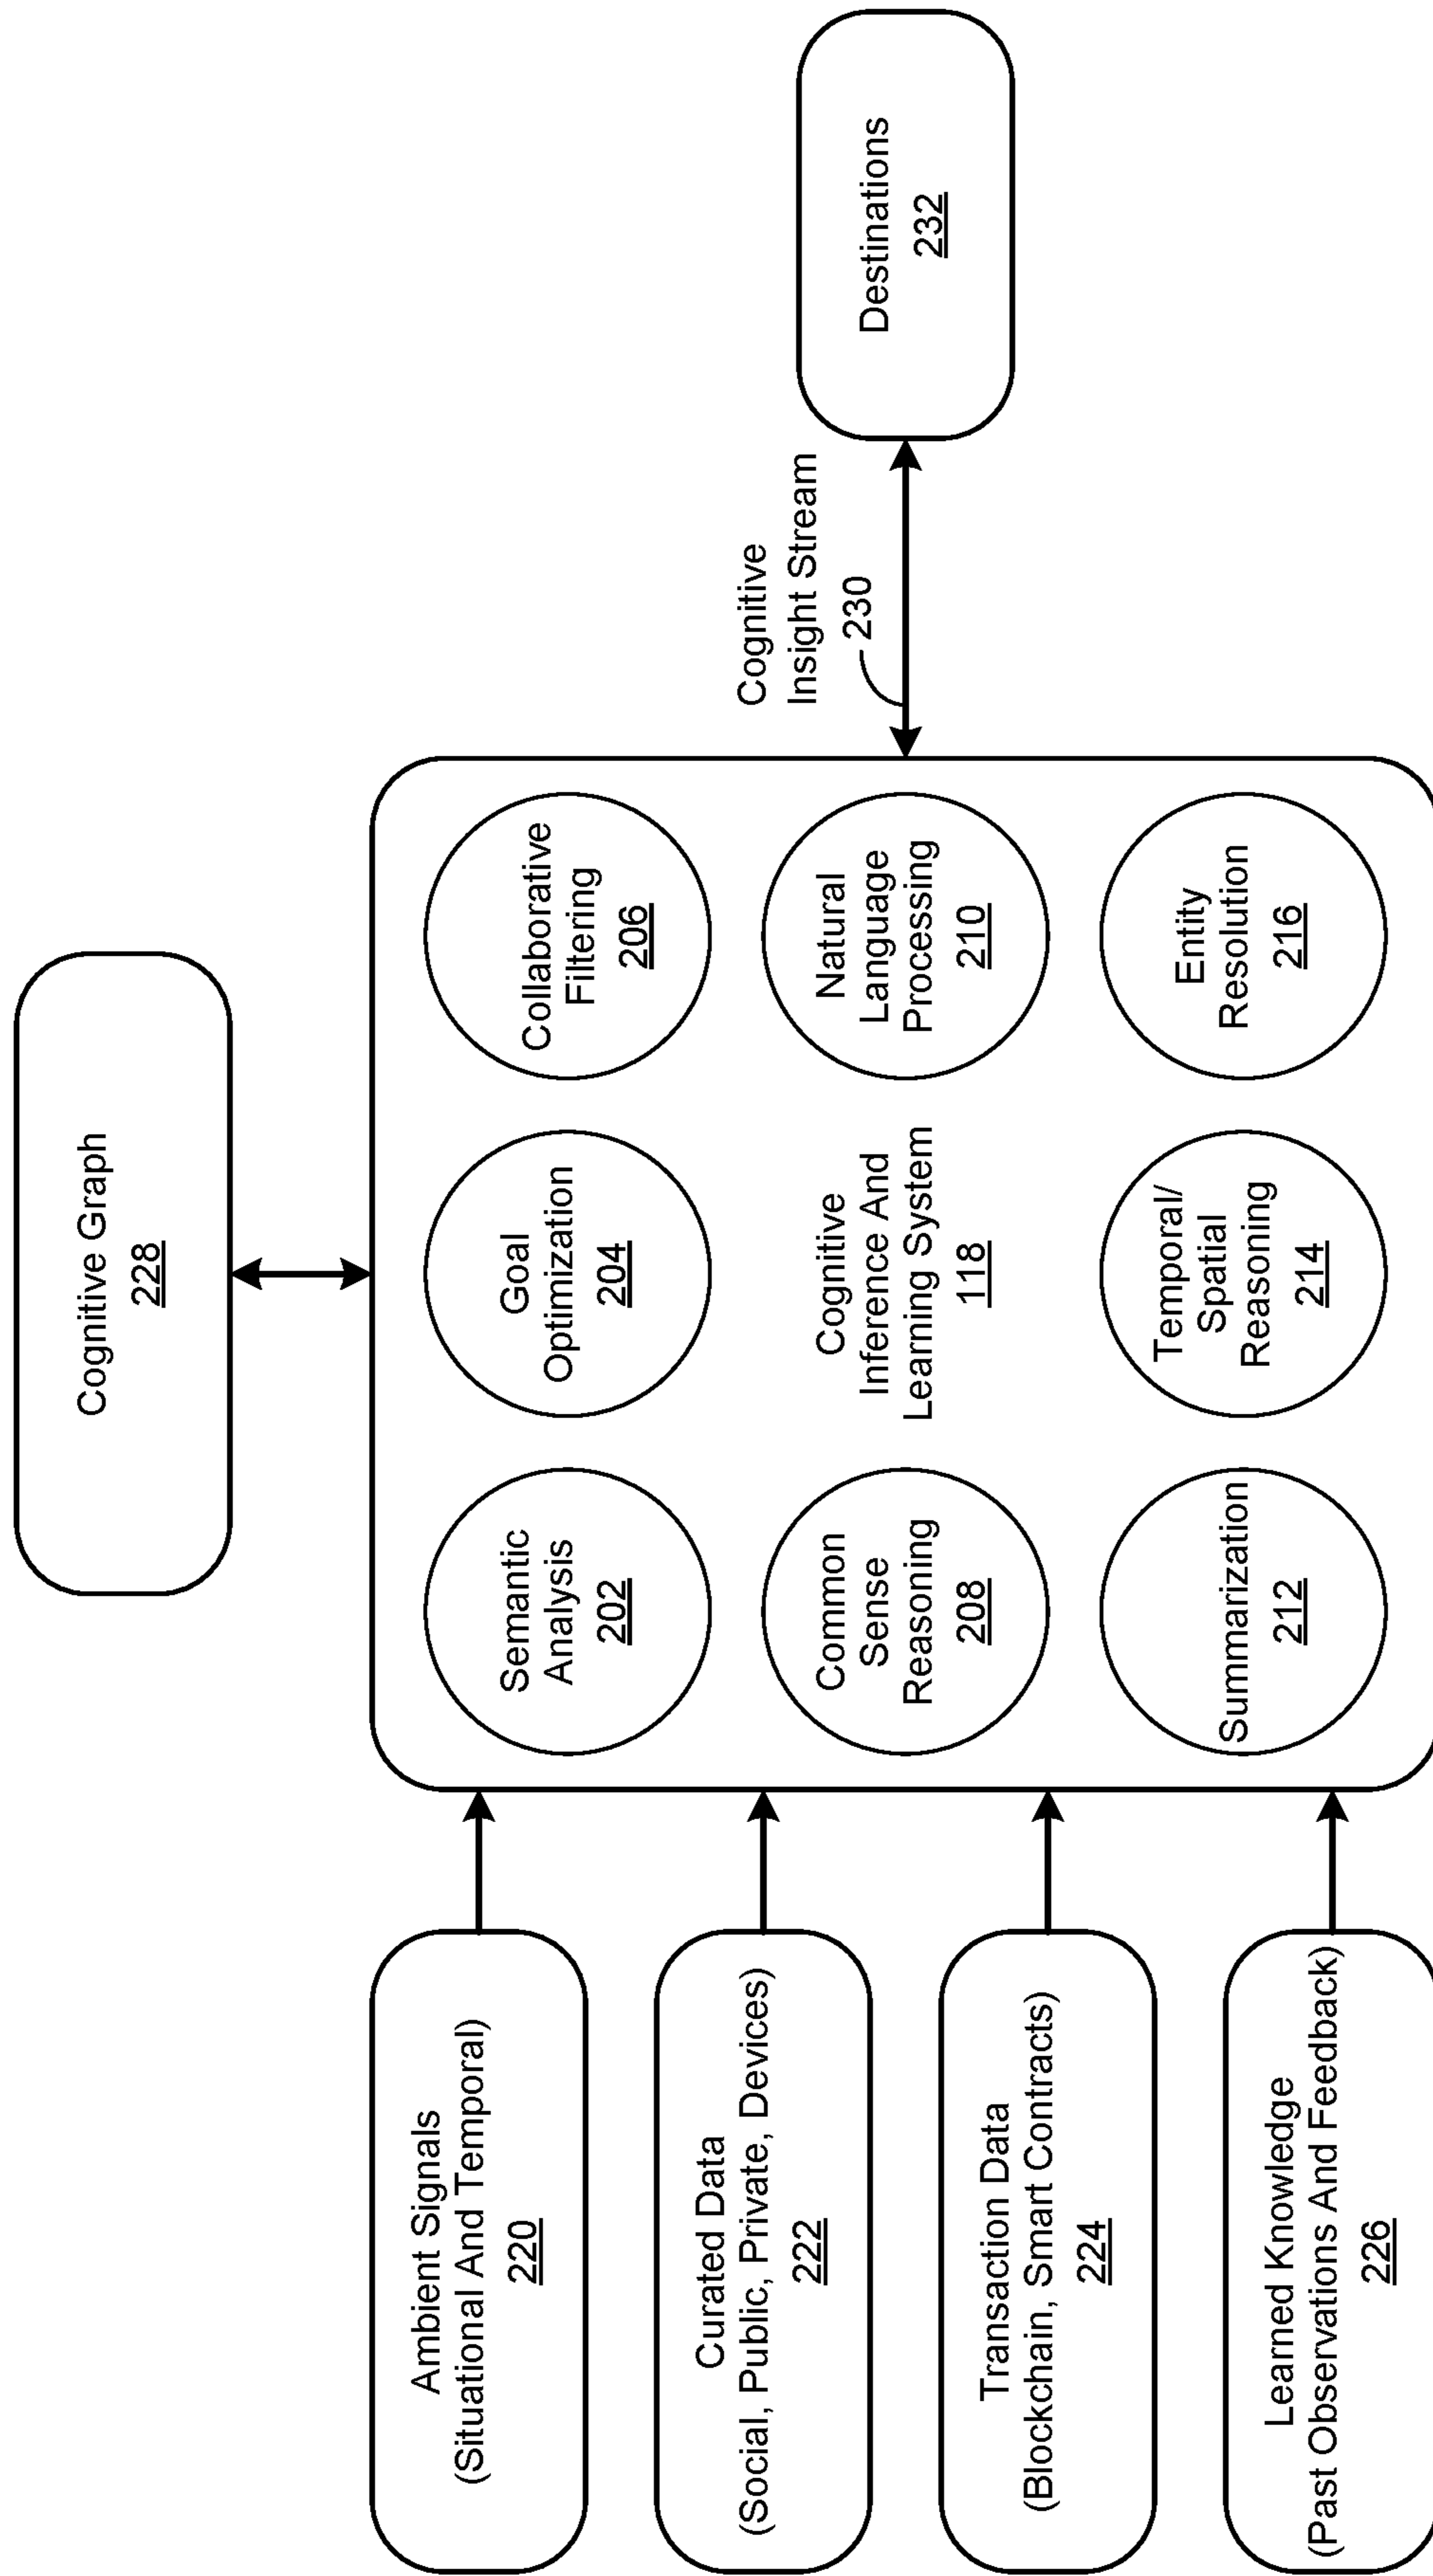 Cognitive Graph
228
Ambient Signals
(Situational And Temporal)
220
Curated Data
(Social, Public, Private, Devices)
222
Transaction Data
(Blockchain, Smart Contracts)
224
Learned Knowledge
(Past Observations And Feedback)
226
Semantic
Analysis
202
Goal
Optimization
204
Collaborative
Filtering
206
Common
Sense
Reasoning
208
Cognitive
Inference And
Learning System
118
Natural
Language
Processing
210
Summarization
212
Temporal/
Spatial
Reasoning
214
Entity
Resolution
216
Cognitive
Insight Stream
230
Destinations
232